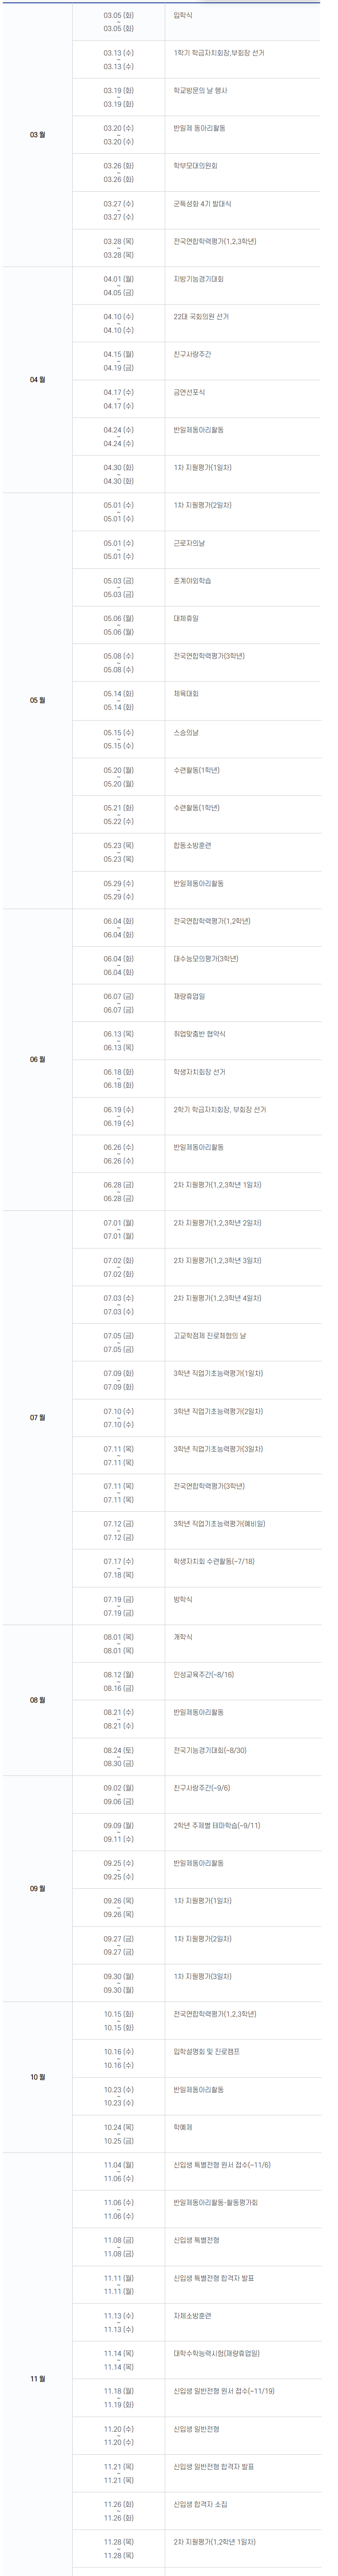 03 월
03.05 (화)
~
03.05 (화)
입학식
03.13 (수)
~
03.13 (수)
1학기 학급자치회장,부회장 선거
03.19 (화)
~
03.19 (화)
학교방문의 날 행사
03.20 (수)
~
03.20 (수)
반일제 동아리활동
03.26 (화)
~
03.26 (화)
학부모대의원회
03.27 (수)
~
03.27 (수)
군특성화 4기 발대식
03.28 (목)
~
03.28 (목)
전국연합학력평가(1,2,3학년)
04 월
04.01 (월)
~
04.05 (금)
지방기능경기대회
04.10 (수)
~
04.10 (수)
22대 국회의원 선거
04.15 (월)
~
04.19 (금)
친구사랑주간
04.17 (수)
~
04.17 (수)
금연선포식
04.24 (수)
~
04.24 (수)
반일제동아리활동
04.30 (화)
~
04.30 (화)
1차 지필평가(1일차)
05 월
05.01 (수)
~
05.01 (수)
1차 지필평가(2일차)
05.01 (수)
~
05.01 (수)
근로자의날
05.03 (금)
~
05.03 (금)
춘계야외학습
05.06 (월)
~
05.06 (월)
대체휴일
05.08 (수)
~
05.08 (수)
전국연합학력평가(3학년)
05.14 (화)
~
05.14 (화)
체육대회
05.15 (수)
~
05.15 (수)
스승의날
05.20 (월)
~
05.20 (월)
수련활동(1학년)
05.21 (화)
~
05.22 (수)
수련활동(1학년)
05.23 (목)
~
05.23 (목)
합동소방훈련
05.29 (수)
~
05.29 (수)
반일제동아리활동
06 월
06.04 (화)
~
06.04 (화)
전국연합학력평가(1,2학년)
06.04 (화)
~
06.04 (화)
대수능모의평가(3학년)
06.07 (금)
~
06.07 (금)
재량휴업일
06.13 (목)
~
06.13 (목)
취업맞춤반 협약식
06.18 (화)
~
06.18 (화)
학생자치회장 선거
06.19 (수)
~
06.19 (수)
2학기 학급자치회장, 부회장 선거
06.26 (수)
~
06.26 (수)
반일제동아리활동
06.28 (금)
~
06.28 (금)
2차 지필평가(1,2,3학년 1일차)
07 월
07.01 (월)
~
07.01 (월)
2차 지필평가(1,2,3학년 2일차)
07.02 (화)
~
07.02 (화)
2차 지필평가(1,2,3학년 3일차)
07.03 (수)
~
07.03 (수)
2차 지필평가(1,2,3학년 4일차)
07.05 (금)
~
07.05 (금)
고교학점제 진로체험의 날
07.09 (화)
~
07.09 (화)
3학년 직업기초능력평가(1일차)
07.10 (수)
~
07.10 (수)
3학년 직업기초능력평가(2일차)
07.11 (목)
~
07.11 (목)
3학년 직업기초능력평가(3일차)
07.11 (목)
~
07.11 (목)
전국연합학력평가(3학년)
07.12 (금)
~
07.12 (금)
3학년 직업기초능력평가(예비일)
07.17 (수)
~
07.18 (목)
학생자치회 수련활동(~7/18)
07.19 (금)
~
07.19 (금)
방학식
08 월
08.01 (목)
~
08.01 (목)
개학식
08.12 (월)
~
08.16 (금)
인성교육주간(~8/16)
08.21 (수)
~
08.21 (수)
반일제동아리활동
08.24 (토)
~
08.30 (금)
전국기능경기대회(~8/30)
09 월
09.02 (월)
~
09.06 (금)
친구사랑주간(~9/6)
09.09 (월)
~
09.11 (수)
2학년 주제별 테마학습(~9/11)
09.25 (수)
~
09.25 (수)
반일제동아리활동
09.26 (목)
~
09.26 (목)
1차 지필평가(1일차)
09.27 (금)
~
09.27 (금)
1차 지필평가(2일차)
09.30 (월)
~
09.30 (월)
1차 지필평가(3일차)
10 월
10.15 (화)
~
10.15 (화)
전국연합학력평가(1,2,3학년)
10.16 (수)
~
10.16 (수)
입학설명회 및 진로캠프
10.23 (수)
~
10.23 (수)
반일제동아리활동
10.24 (목)
~
10.25 (금)
학예제
11 월
11.04 (월)
~
11.06 (수)
신입생 특별전형 원서 접수(~11/6)
11.06 (수)
~
11.06 (수)
반일제동아리활동-활동평가회
11.08 (금)
~
11.08 (금)
신입생 특별전형
11.11 (월)
~
11.11 (월)
신입생 특별전형 합격자 발표
11.13 (수)
~
11.13 (수)
자체소방훈련
11.14 (목)
~
11.14 (목)
대학수학능력시험(재량휴업일)
11.18 (월)
~
11.19 (화)
신입생 일반전형 원서 접수(~11/19)
11.20 (수)
~
11.20 (수)
신입생 일반전형
11.21 (목)
~
11.21 (목)
신입생 일반전형 합격자 발표
11.26 (화)
~
11.26 (화)
신입생 합격자 소집
11.28 (목)
~
11.28 (목)
2차 지필평가(1,2학년 1일차)